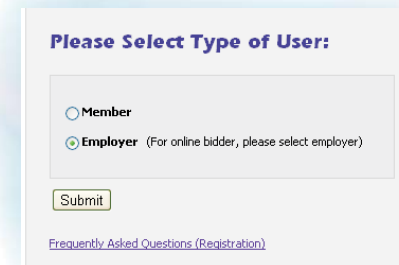 Please Select Type of User:
Member
Employer (For online bidder, please select employer)
Submit
Frequently Asked Questions (Registration)